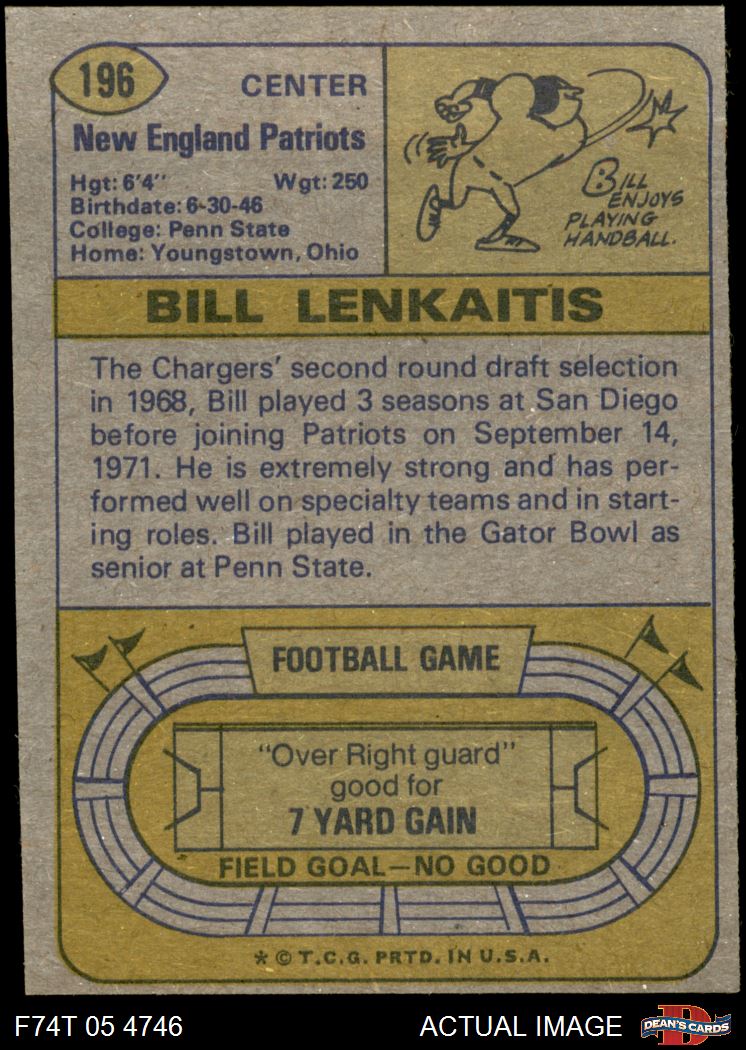 196
CENTER
New England Patriots
Hgt: 6'4" Wgt: 250
Birthdate: 6-30-46
College: Penn State
Home: Youngstown, Ohio
BILL
ENJOYS
PLAYING
HANDBALL.
BILL LENKAITIS
The Chargers' second round draft selection
in 1968, Bill played 3 seasons at San Diego
before joining Patriots on September 14,
1971. He is extremely strong and has per-
formed well on specialty teams and in start-
ing roles. Bill played in the Gator Bowl as
senior at Penn State.
FOOTBALL GAME
"Over Right guard"
good for
7 YARD GAIN
FIELD GOAL—NO GOOD
* © T.C.G. PRTD. IN U.S.A.
F74T 05 4746 ACTUAL IMAGE D DEAN'S CARDS